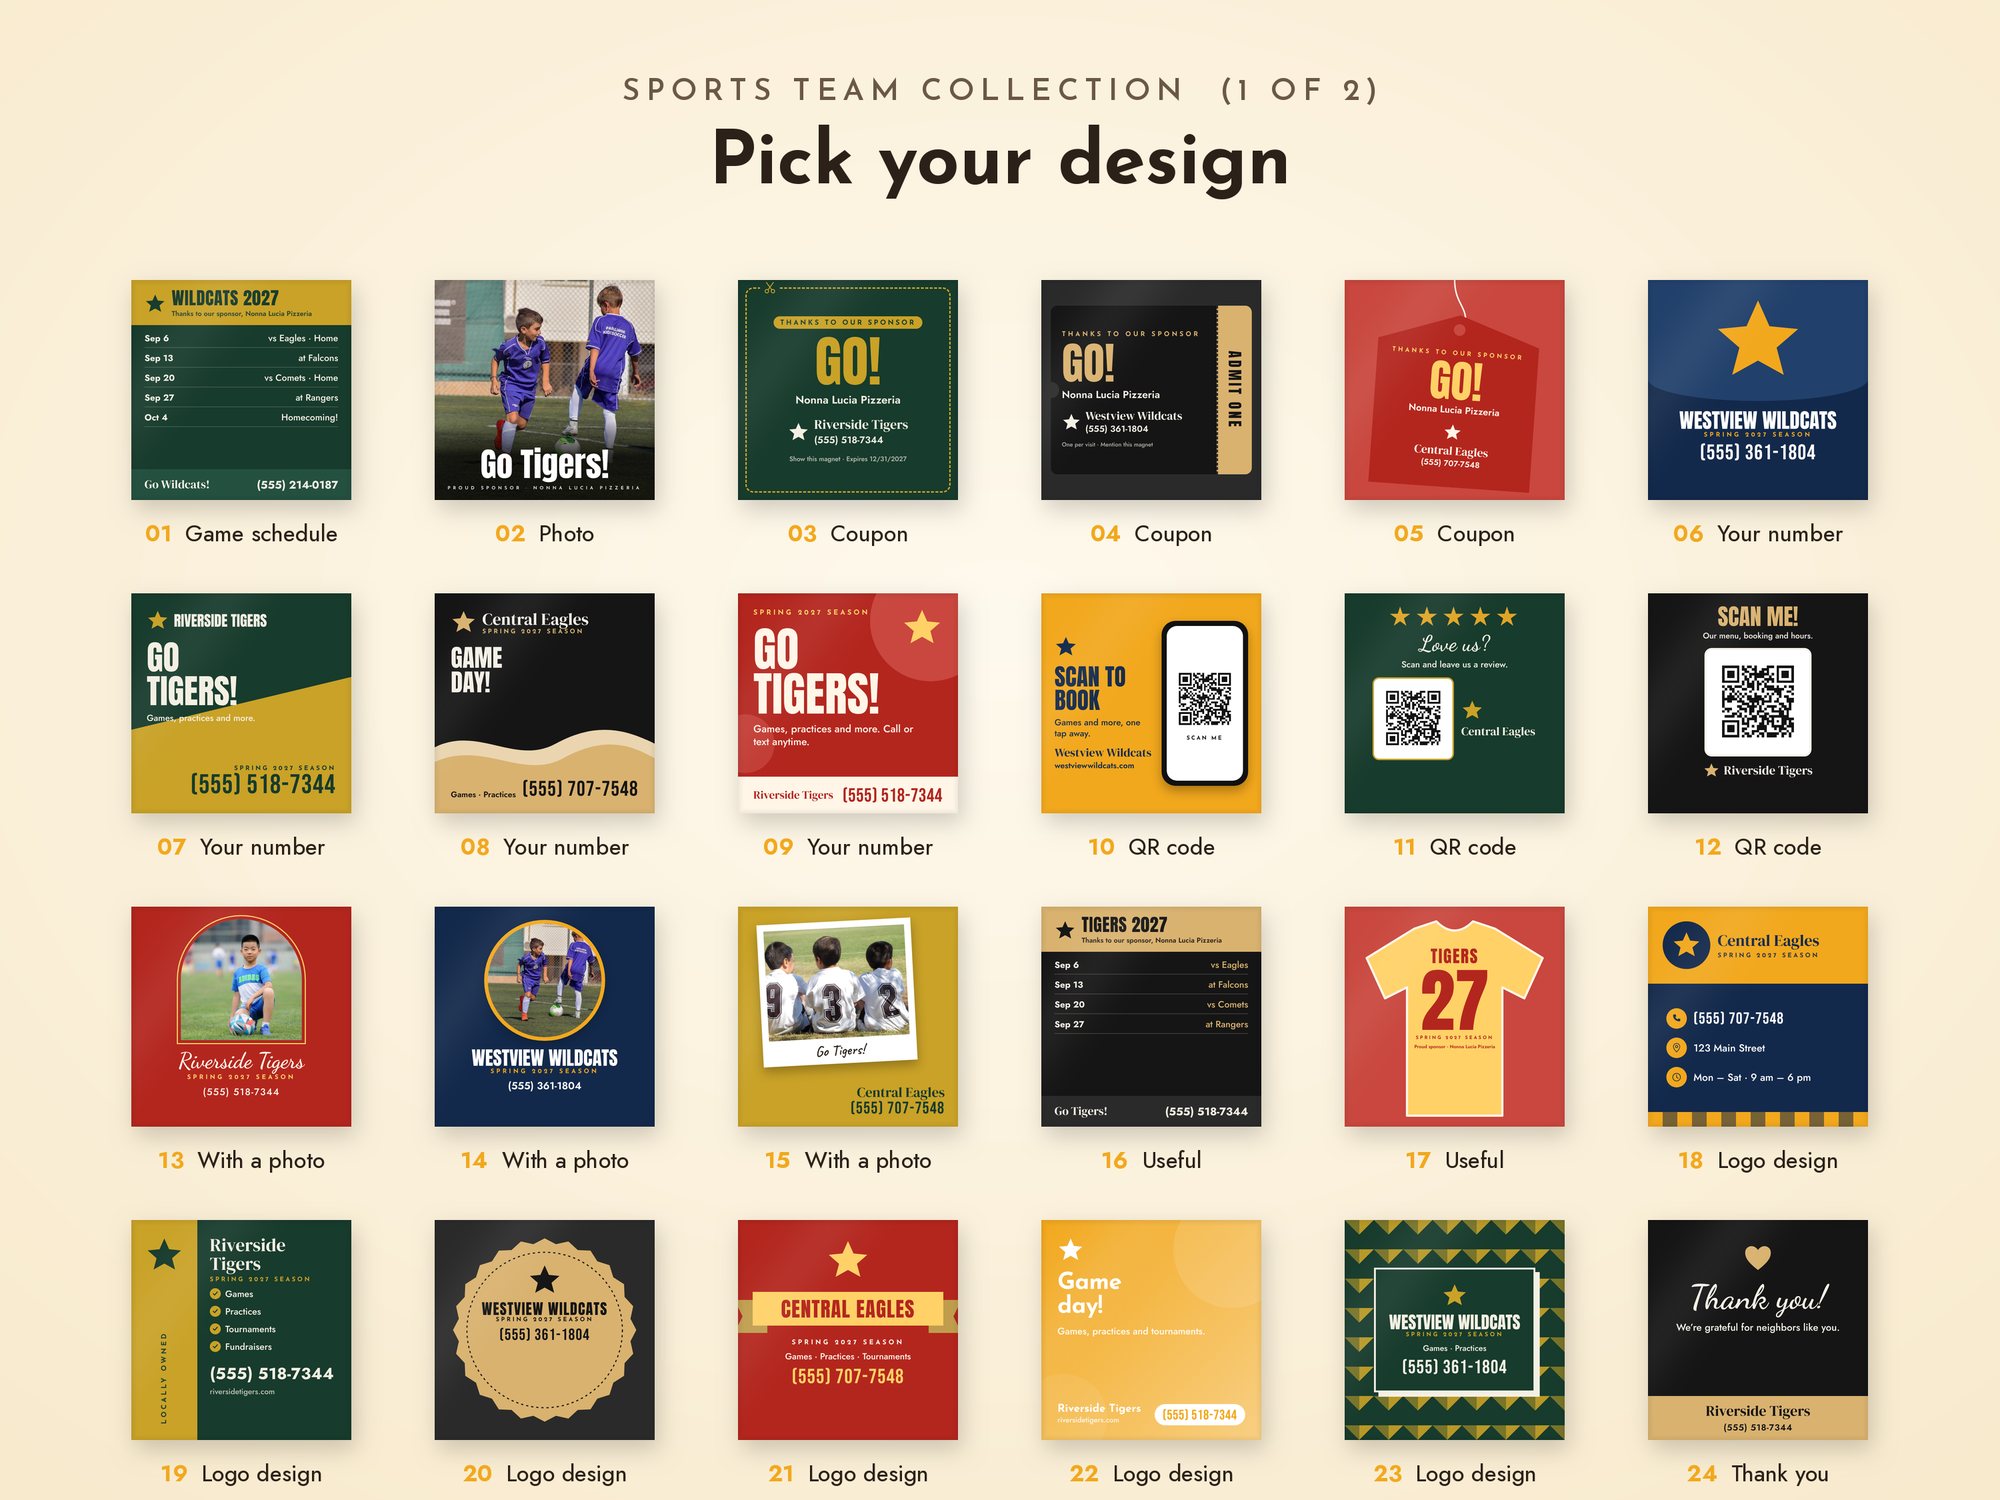 SPORTS TEAM COLLECTION (1 OF 2)
Pick your design
WILDCATS 2027
Thanks to our sponsor, Nonna Lucia Pizzeria
Sep 6 vs Eagles · Home
Sep 13 at Falcons
Sep 20 vs Comets · Home
Sep 27 at Rangers
Oct 4 Homecoming!
Go Wildcats! (555) 214-0187
01 Game schedule
Go Tigers!
PROUD SPONSOR · NONNA LUCIA PIZZERIA
02 Photo
THANKS TO OUR SPONSOR
GO!
Nonna Lucia Pizzeria
Riverside Tigers
(555) 518-7344
Show this magnet · Expires 12/31/2027
03 Coupon
THANKS TO OUR SPONSOR
GO!
Nonna Lucia Pizzeria
Westview Wildcats
(555) 361-1804
One per visit · Mention this magnet
ADMIT ONE
04 Coupon
THANKS TO OUR SPONSOR
GO!
Nonna Lucia Pizzeria
Central Eagles
(555) 707-7548
05 Coupon
WESTVIEW WILDCATS
SPRING 2027 SEASON
(555) 361-1804
06 Your number
RIVERSIDE TIGERS
GO
TIGERS!
Games, practices and more.
SPRING 2027 SEASON
(555) 518-7344
07 Your number
Central Eagles
SPRING 2027 SEASON
GAME
DAY!
Games · Practices (555) 707-7548
08 Your number
SPRING 2027 SEASON
GO
TIGERS!
Games, practices and more. Call or
text anytime.
Riverside Tigers (555) 518-7344
09 Your number
SCAN TO
BOOK
Games and more, one
tap away.
Westview Wildcats
westviewwildcats.com
SCAN ME
10 QR code
Love us?
Scan and leave us a review.
Central Eagles
11 QR code
SCAN ME!
Our menu, booking and hours.
Riverside Tigers
12 QR code
Riverside Tigers
SPRING 2027 SEASON
(555) 518-7344
13 With a photo
WESTVIEW WILDCATS
SPRING 2027 SEASON
(555) 361-1804
14 With a photo
9 3 2
Go Tigers!
Central Eagles
(555) 707-7548
15 With a photo
TIGERS 2027
Thanks to our sponsor, Nonna Lucia Pizzeria
Sep 6 vs Eagles
Sep 13 at Falcons
Sep 20 vs Comets
Sep 27 at Rangers
Go Tigers! (555) 518-7344
16 Useful
TIGERS
27
SPRING 2027 SEASON
Proud sponsor · Nonna Lucia Pizzeria
17 Useful
Central Eagles
SPRING 2027 SEASON
(555) 707-7548
123 Main Street
Mon – Sat · 9 am – 6 pm
18 Logo design
LOCALLY OWNED
Riverside
Tigers
SPRING 2027 SEASON
Games
Practices
Tournaments
Fundraisers
(555) 518-7344
riversidetigers.com
19 Logo design
WESTVIEW WILDCATS
SPRING 2027 SEASON
(555) 361-1804
20 Logo design
CENTRAL EAGLES
SPRING 2027 SEASON
Games · Practices · Tournaments
(555) 707-7548
21 Logo design
Game
day!
Games, practices and tournaments.
Riverside Tigers
riversidetigers.com
(555) 518-7344
22 Logo design
WESTVIEW WILDCATS
SPRING 2027 SEASON
Games · Practices
(555) 361-1804
23 Logo design
Thank you!
We're grateful for neighbors like you.
Riverside Tigers
(555) 518-7344
24 Thank you